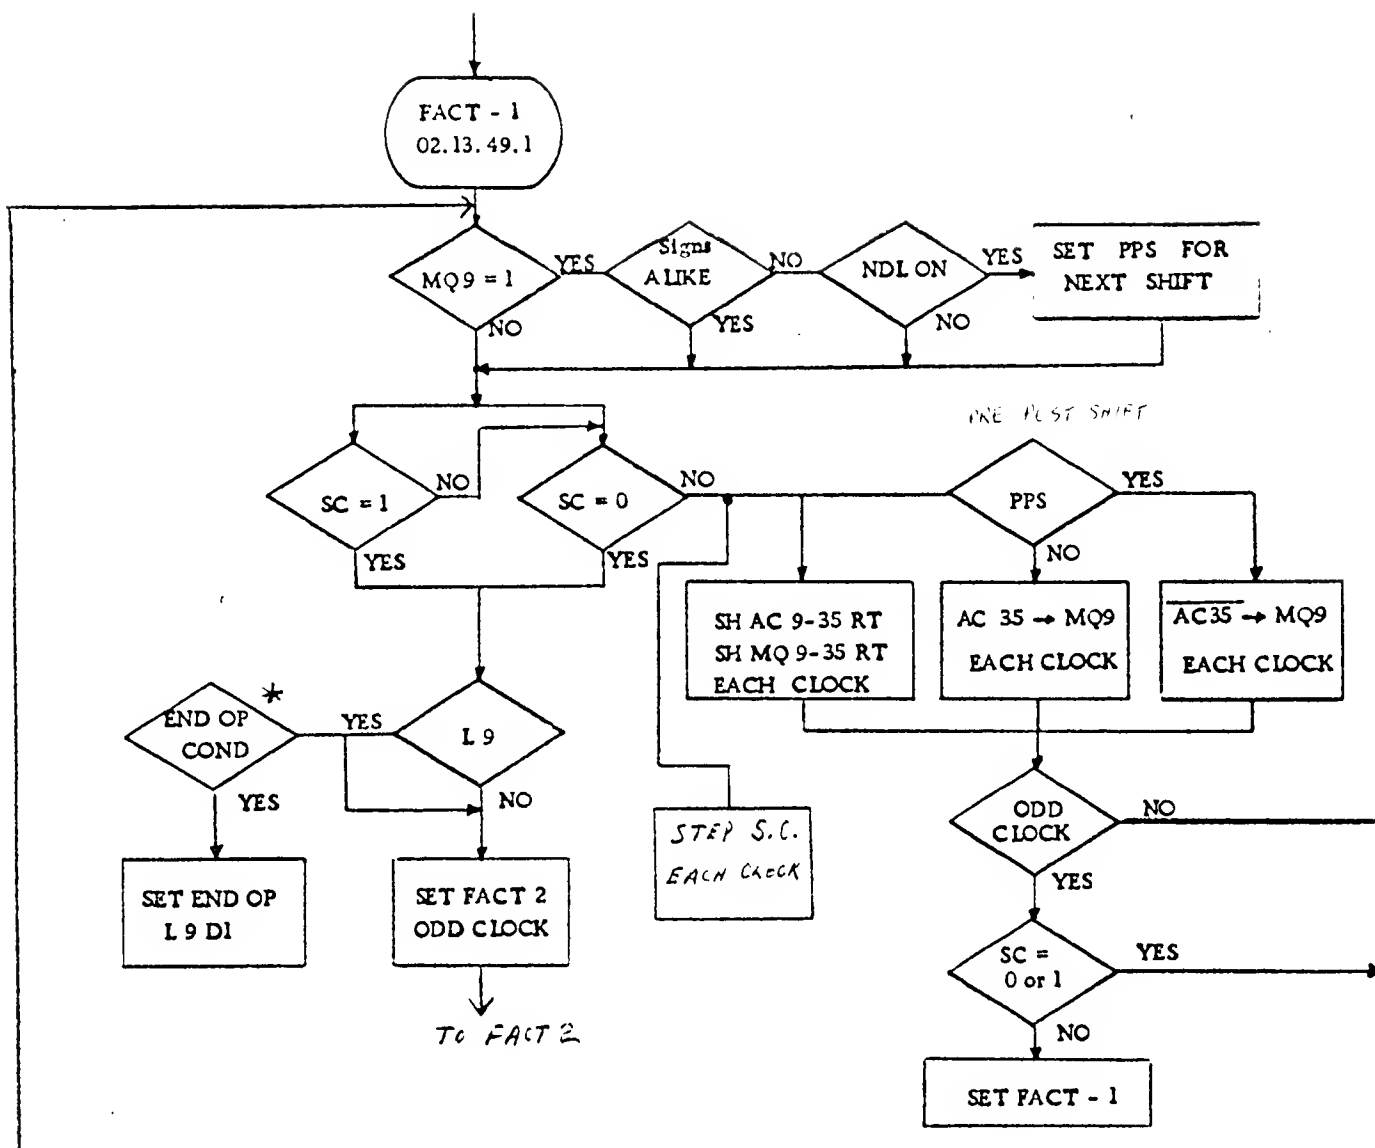 FACT - 1
02.13.49.1
MQ9 = 1
YES
NO
Signs
ALIKE
NO
YES
NDL ON
YES
NO
SET PPS FOR
NEXT SHIFT
SC = 1
NO
YES
SC = 0
NO
YES
PRE POST SHIFT
PPS
YES
NO
SH AC 9-35 RT
SH MQ 9-35 RT
EACH CLOCK
AC 35 → MQ9
EACH CLOCK
A̅C̅3̅5̅ → MQ9
EACH CLOCK
END OP
COND
*
YES
YES
L 9
NO
SET END OP
L 9 D1
SET FACT 2
ODD CLOCK
TO FACT 2
STEP S.C.
EACH CLOCK
ODD
CLOCK
NO
YES
SC =
0 or 1
YES
NO
SET FACT - 1